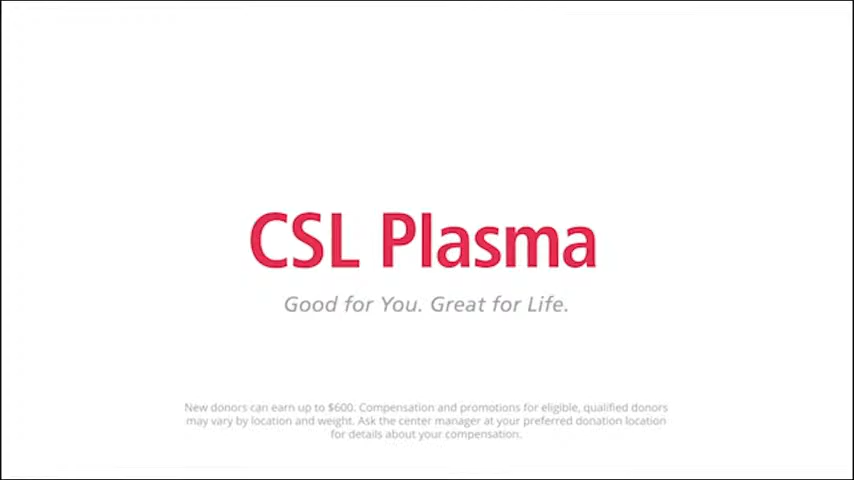 CSL Plasma
Good for You. Great for Life.
New donors can earn up to $600. Compensation and promotions for eligible, qualified donors
may vary by location and weight. Ask the center manager at your preferred donation location
for details about your compensation.